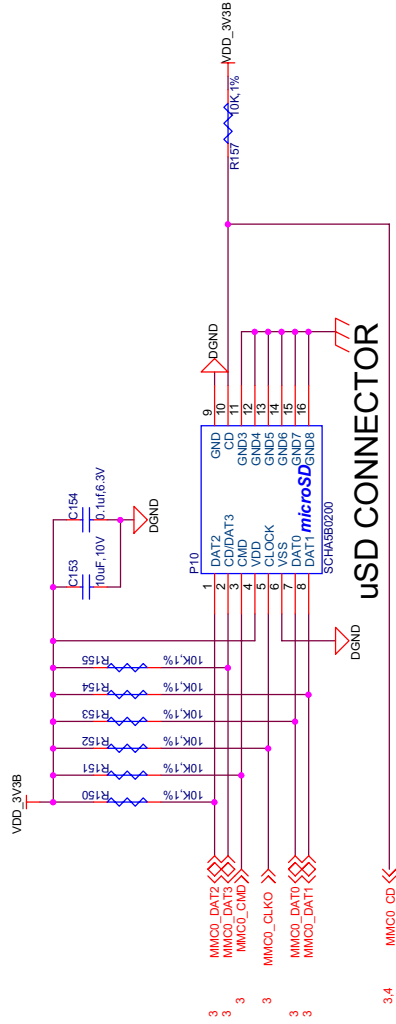 VDD_3V3B
R157
10K,1%
C154
0.1uf,6.3V
C153
10uF,10V
DGND
DGND
P10
1 DAT2
2 CD/DAT3
3 CMD
4 VDD
5 CLOCK
6 VSS
7 DAT0
8 DAT1
9 GND
10 CD
11 GND3
12 GND4
13 GND5
14 GND6
15 GND7
16 GND8
microSD
SCHA5B0200
uSD CONNECTOR
DGND
VDD_3V3B
R155
10K,1%
R154
10K,1%
R153
10K,1%
R152
10K,1%
R151
10K,1%
R150
10K,1%
3 MMC0_DAT2
3 MMC0_DAT3
3 MMC0_CMD
3 MMC0_CLKO
3 MMC0_DAT0
3 MMC0_DAT1
3,4 MMC0_CD